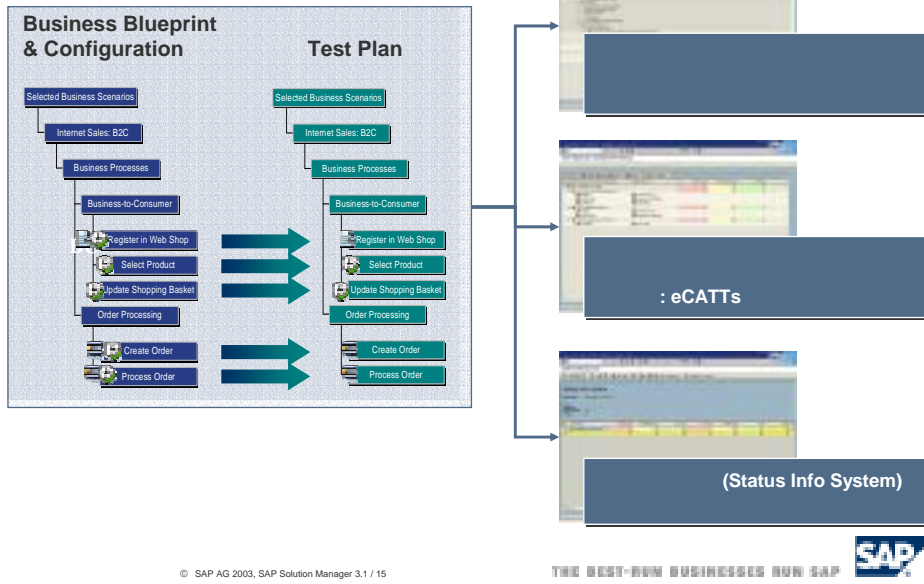 Business Blueprint
& Configuration
Test Plan
Selected Business Scenarios
Internet Sales: B2C
Business Processes
Business-to-Consumer
Register in Web Shop
Select Product
Update Shopping Basket
Order Processing
Create Order
Process Order
Selected Business Scenarios
Internet Sales: B2C
Business Processes
Business-to-Consumer
Register in Web Shop
Select Product
Update Shopping Basket
Order Processing
Create Order
Process Order
: eCATTs
(Status Info System)
© SAP AG 2003, SAP Solution Manager 3.1 / 15
THE BEST-RUN BUSINESSES RUN SAP
SAP